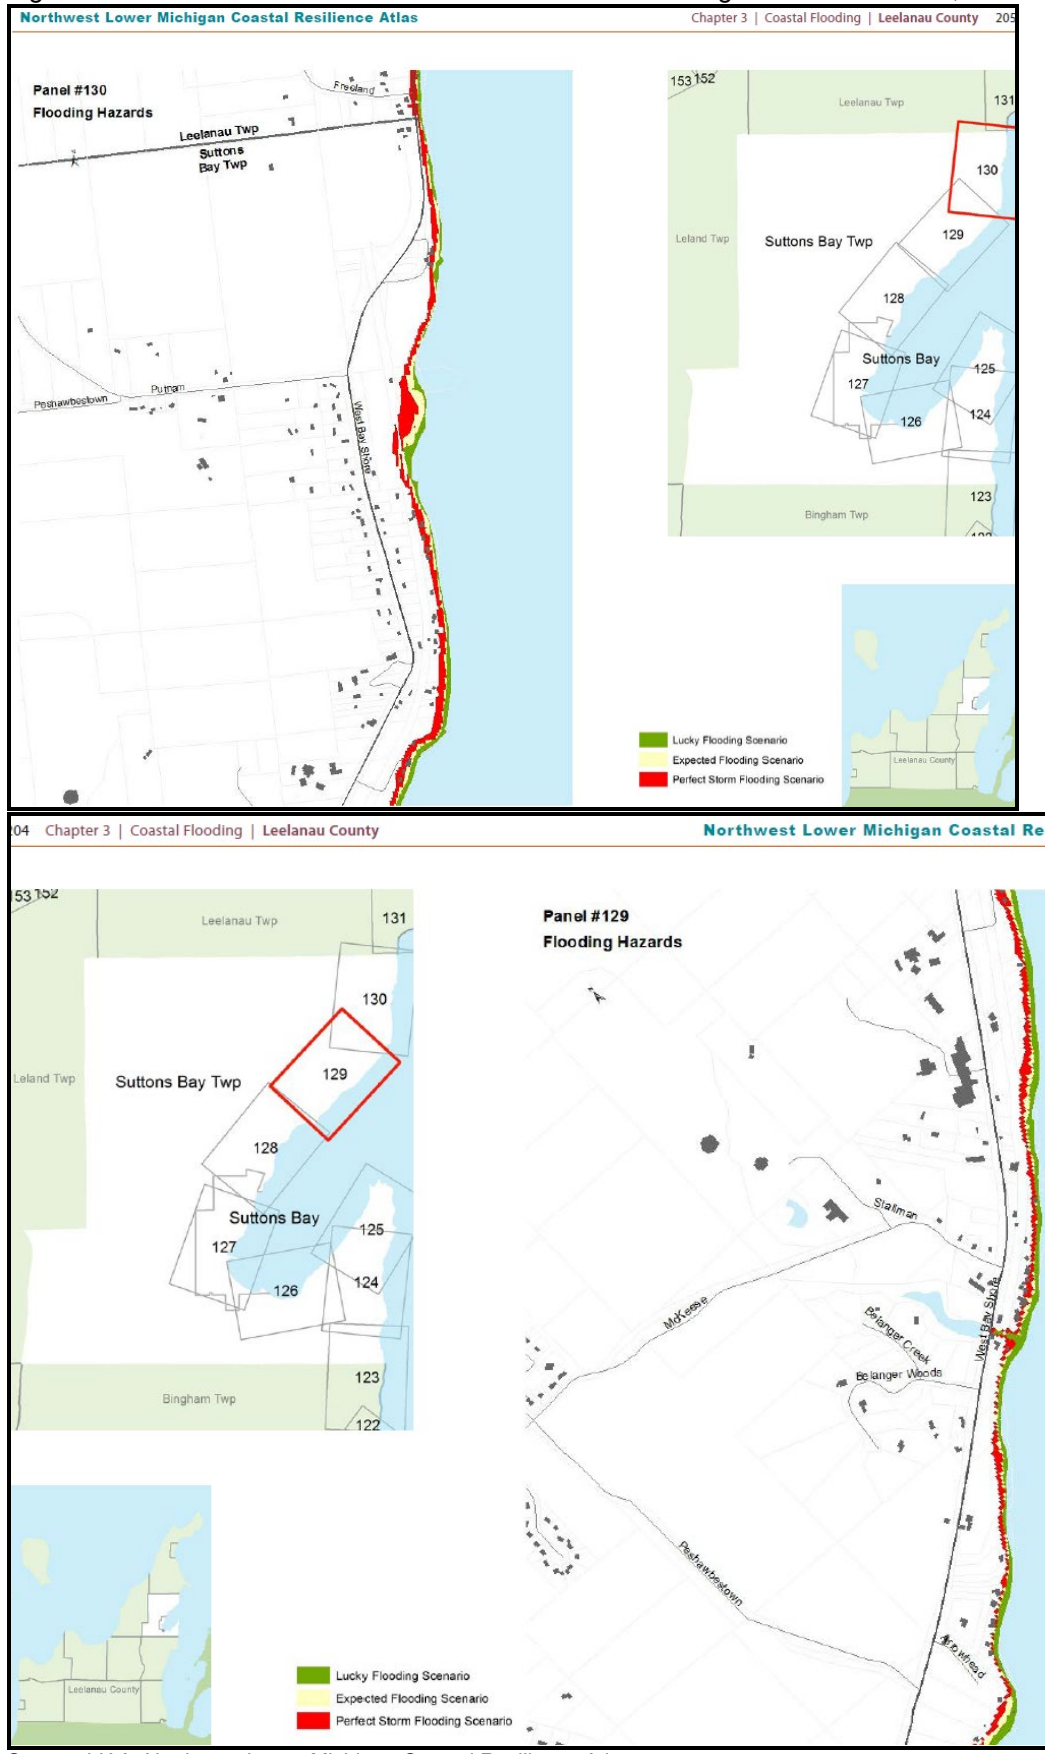 Northwest Lower Michigan Coastal Resilience Atlas
Chapter 3 | Coastal Flooding | Leelanau County 205
Panel #130
Flooding Hazards
Freeland
Leelanau Twp
Suttons
Bay Twp
Putnam
Peshawbestown
West Bay Shore
153 152
Leelanau Twp
131
130
Leland Twp
Suttons Bay Twp
129
128
Suttons Bay
125
127
124
126
123
Bingham Twp
122
Leelanau County
Lucky Flooding Scenario
Expected Flooding Scenario
Perfect Storm Flooding Scenario
204 Chapter 3 | Coastal Flooding | Leelanau County
Northwest Lower Michigan Coastal Re
53 152
Leelanau Twp
131
130
Leland Twp
Suttons Bay Twp
129
128
Suttons Bay
125
127
124
126
123
Bingham Twp
122
Panel #129
Flooding Hazards
Stallman
McKeese
West Bay Shore
Belanger Creek
Belanger Woods
Peshawbestown
Arrowhead
Leelanau County
Lucky Flooding Scenario
Expected Flooding Scenario
Perfect Storm Flooding Scenario